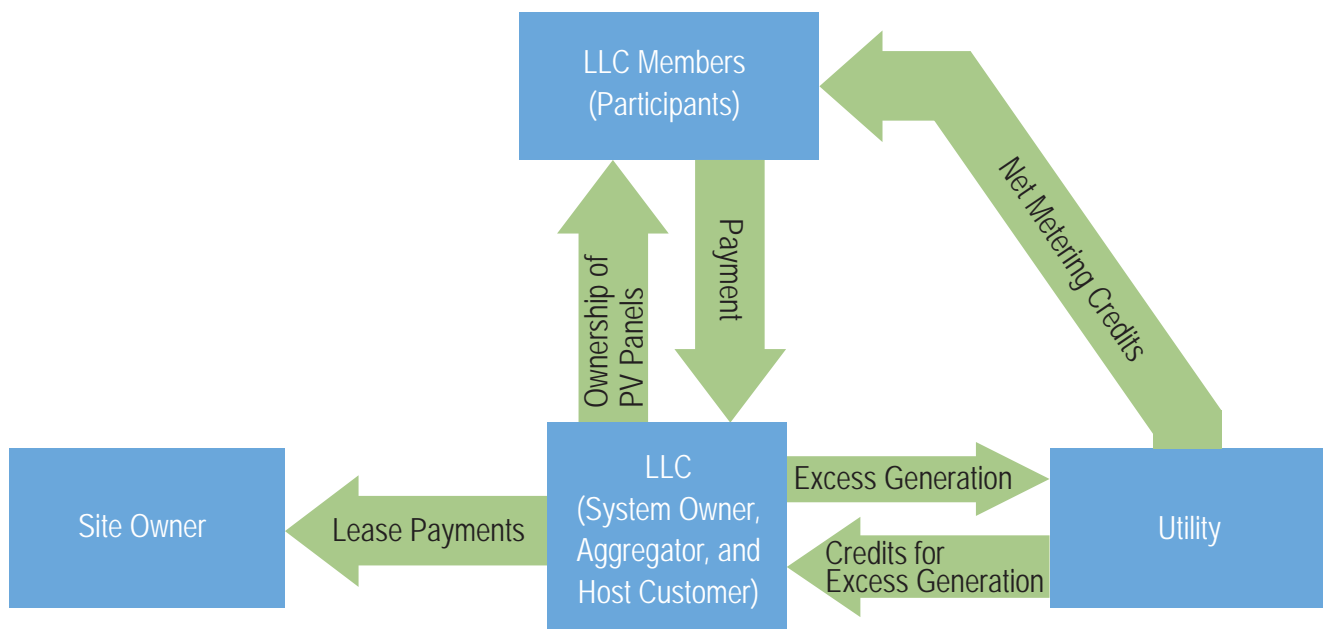 LLC Members
(Participants)
Net Metering Credits
Ownership of
PV Panels
Payment
Site Owner
Lease Payments
LLC
(System Owner,
Aggregator, and
Host Customer)
Excess Generation
Credits for
Excess Generation
Utility